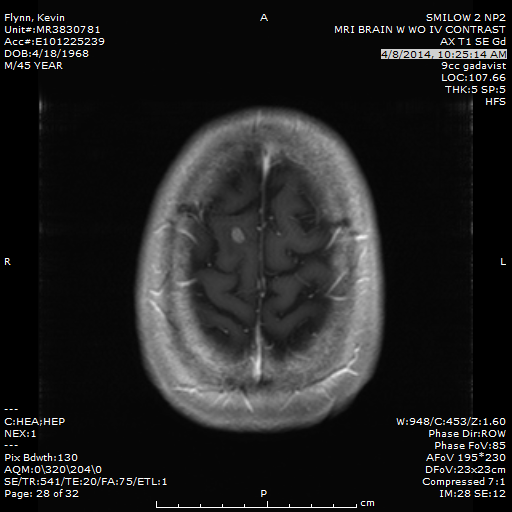 Flynn, Kevin
Unit#:MR3830781
Acc#:E101225239
DOB:4/18/1968
M/45 YEAR
A
SMILOW 2 NP2
MRI BRAIN W WO IV CONTRAST
AX T1 SE Gd
4/8/2014, 10:25:14 AM
9cc gadavist
LOC:107.66
THK:5 SP:5
HFS
R
L
---
C:HEA;HEP
NEX:1
---
Pix Bdwth:130
AQM:0\320\204\0
SE/TR:541/TE:20/FA:75/ETL:1
Page: 28 of 32
P
cm
W:948/C:453/Z:1.60
Phase Dir:ROW
Phase FoV:85
AFoV 195*230
DFoV:23x23cm
Compressed 7:1
IM:28 SE:12